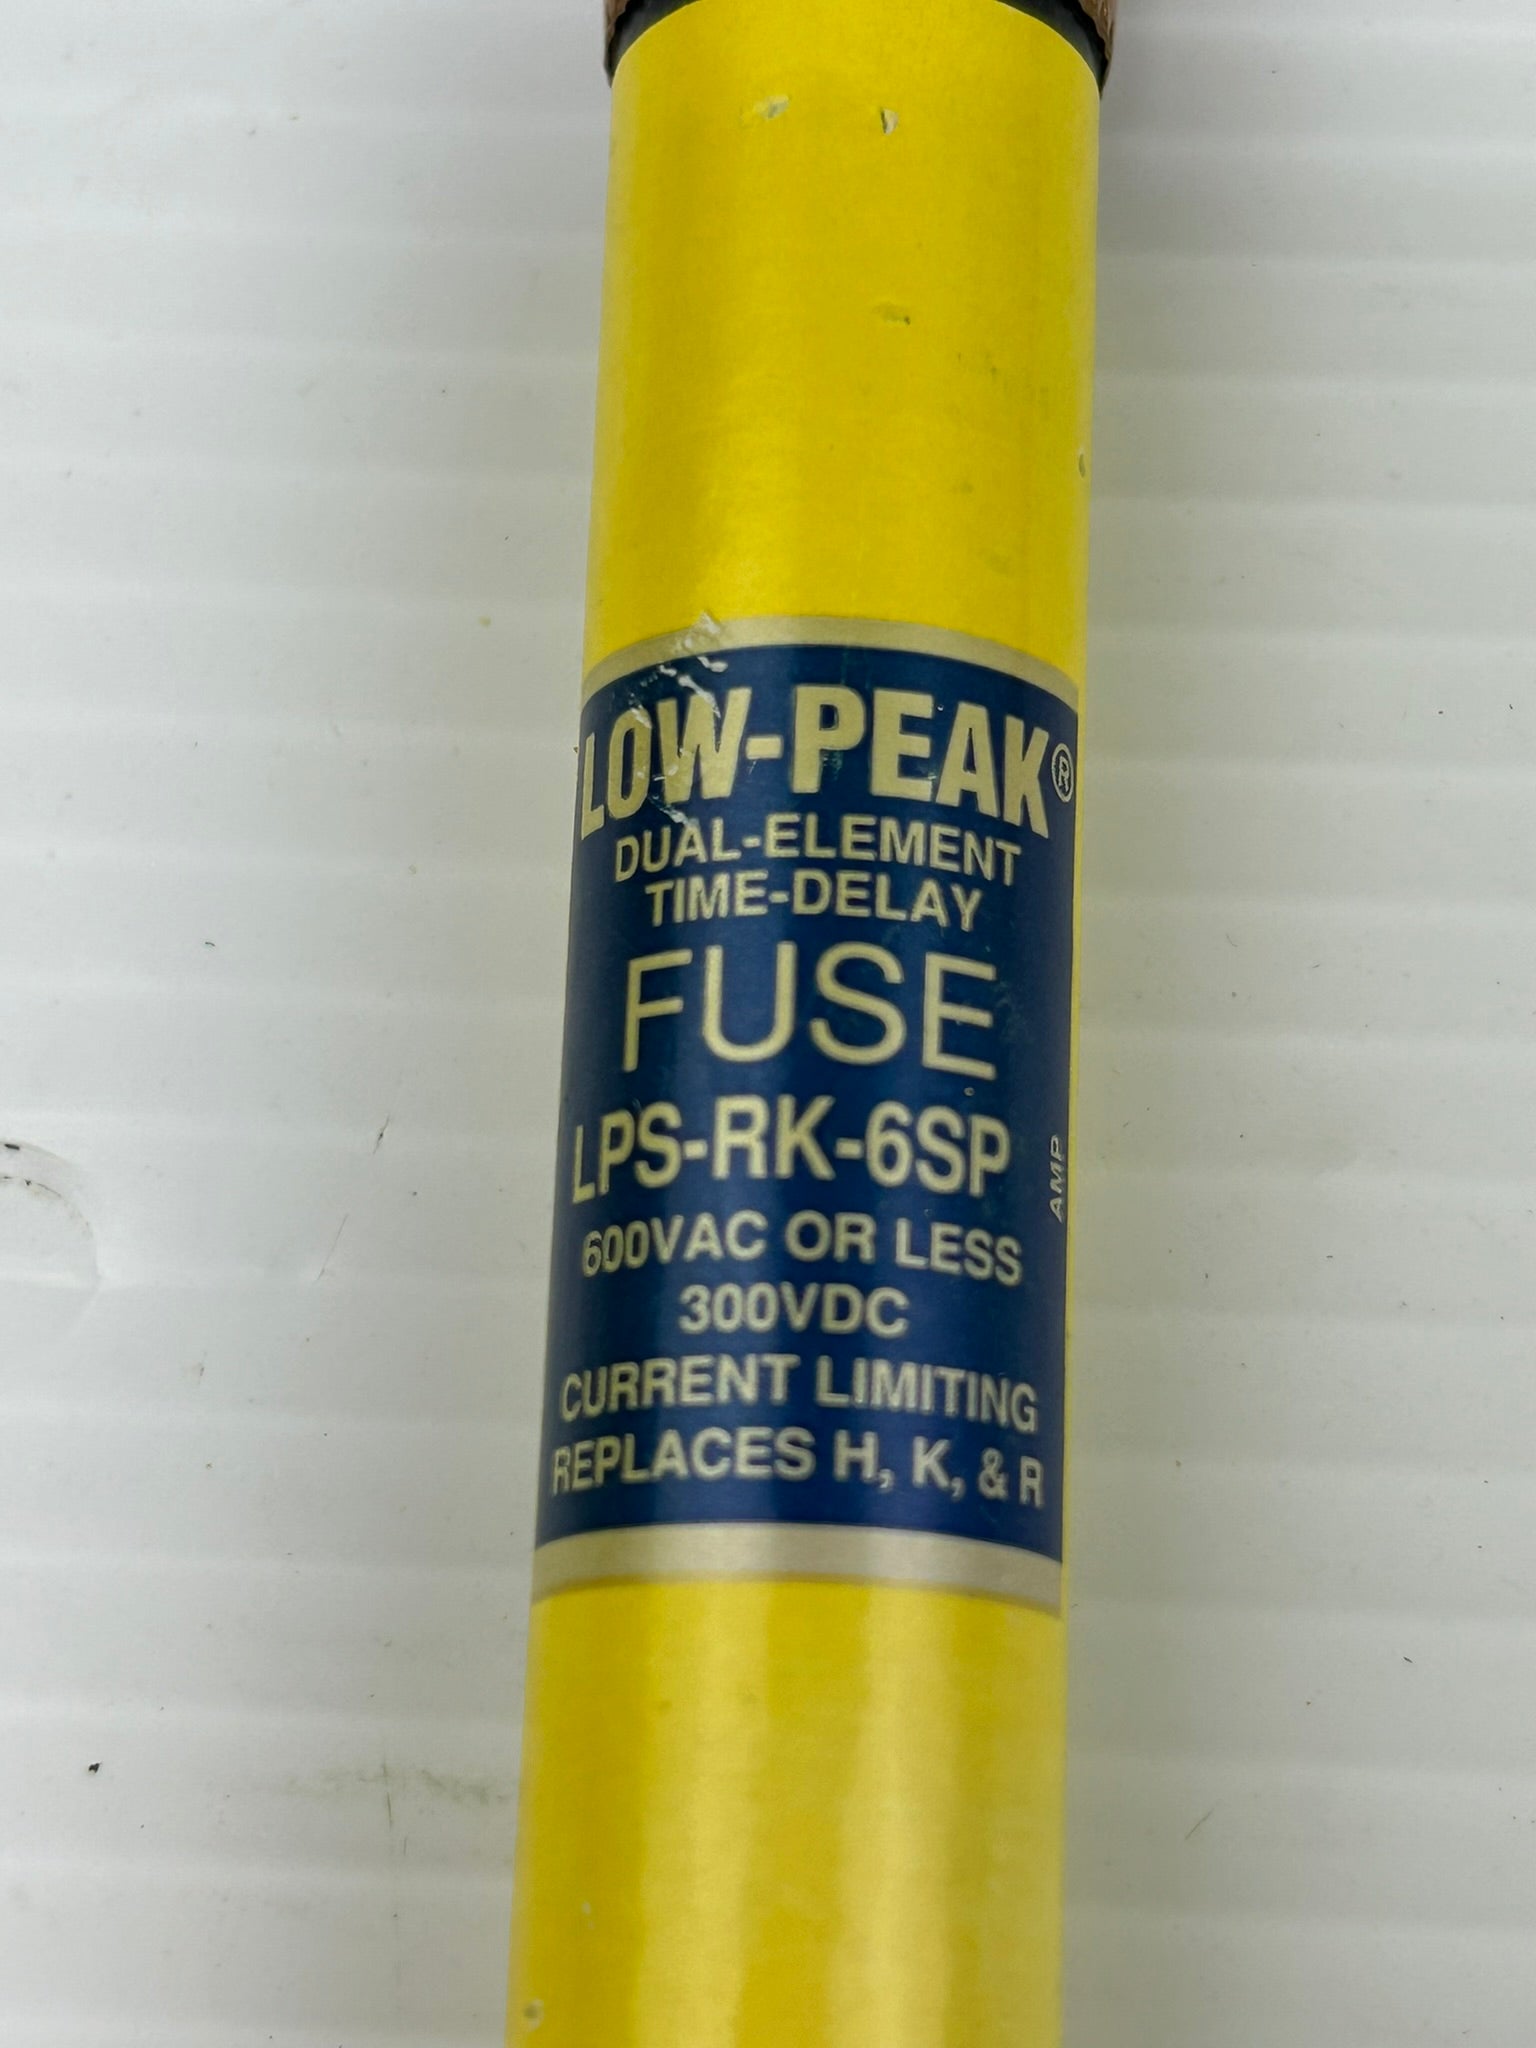 LOW-PEAK®
DUAL-ELEMENT
TIME-DELAY
FUSE
LPS-RK-6SP
AMP
600VAC OR LESS
300VDC
CURRENT LIMITING
REPLACES H, K, & R